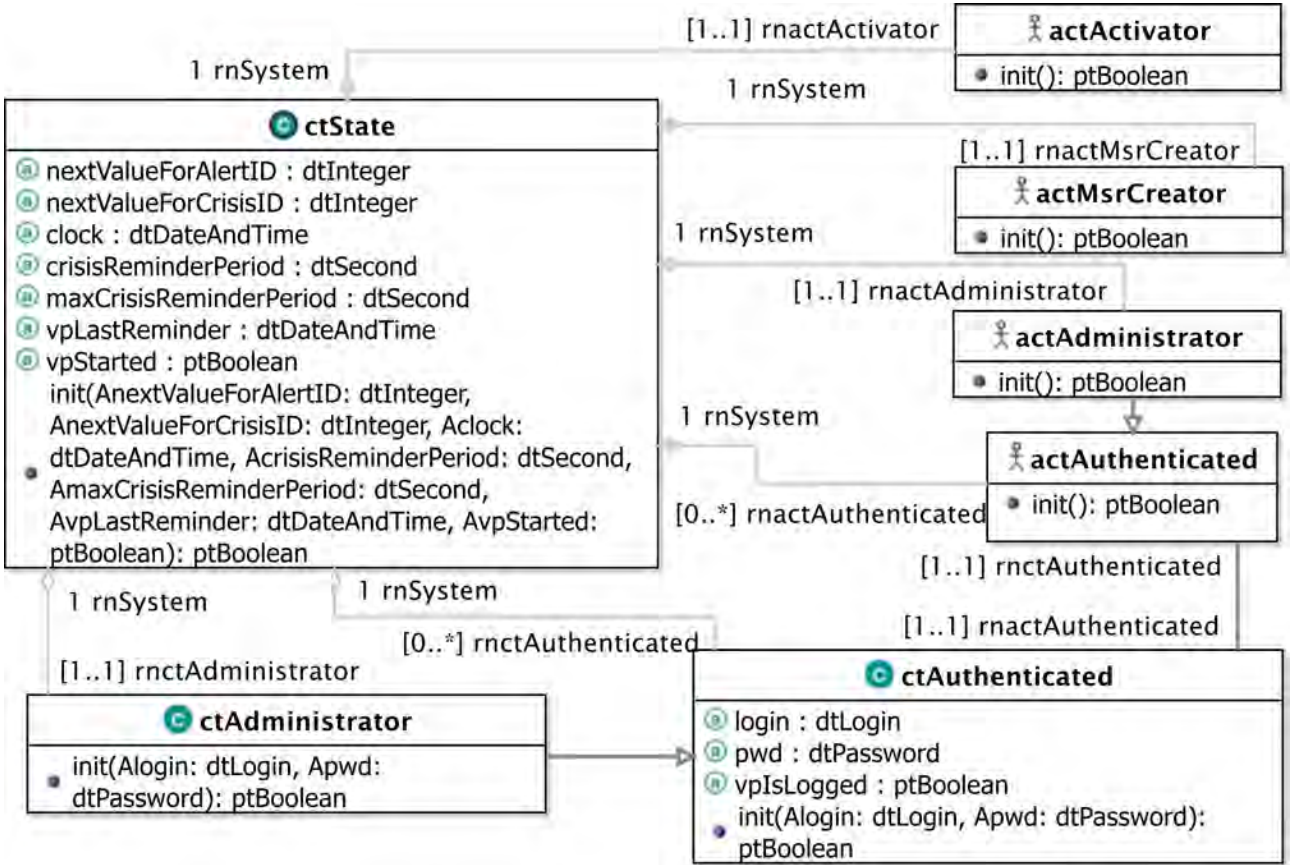 [1..1] rnactActivator
actActivator
init(): ptBoolean
1 rnSystem
1 rnSystem
ctState
nextValueForAlertID : dtInteger
nextValueForCrisisID : dtInteger
clock : dtDateAndTime
crisisReminderPeriod : dtSecond
maxCrisisReminderPeriod : dtSecond
vpLastReminder : dtDateAndTime
vpStarted : ptBoolean
init(AnextValueForAlertID: dtInteger,
AnextValueForCrisisID: dtInteger, Aclock:
dtDateAndTime, AcrisisReminderPeriod: dtSecond,
AmaxCrisisReminderPeriod: dtSecond,
AvpLastReminder: dtDateAndTime, AvpStarted:
ptBoolean): ptBoolean
[1..1] rnactMsrCreator
actMsrCreator
init(): ptBoolean
1 rnSystem
[1..1] rnactAdministrator
actAdministrator
init(): ptBoolean
1 rnSystem
actAuthenticated
init(): ptBoolean
[0..*] rnactAuthenticated
[1..1] rnctAuthenticated
1 rnSystem
1 rnSystem
[0..*] rnctAuthenticated
[1..1] rnactAuthenticated
[1..1] rnctAdministrator
ctAdministrator
init(Alogin: dtLogin, Apwd:
dtPassword): ptBoolean
ctAuthenticated
login : dtLogin
pwd : dtPassword
vpIsLogged : ptBoolean
init(Alogin: dtLogin, Apwd: dtPassword):
ptBoolean